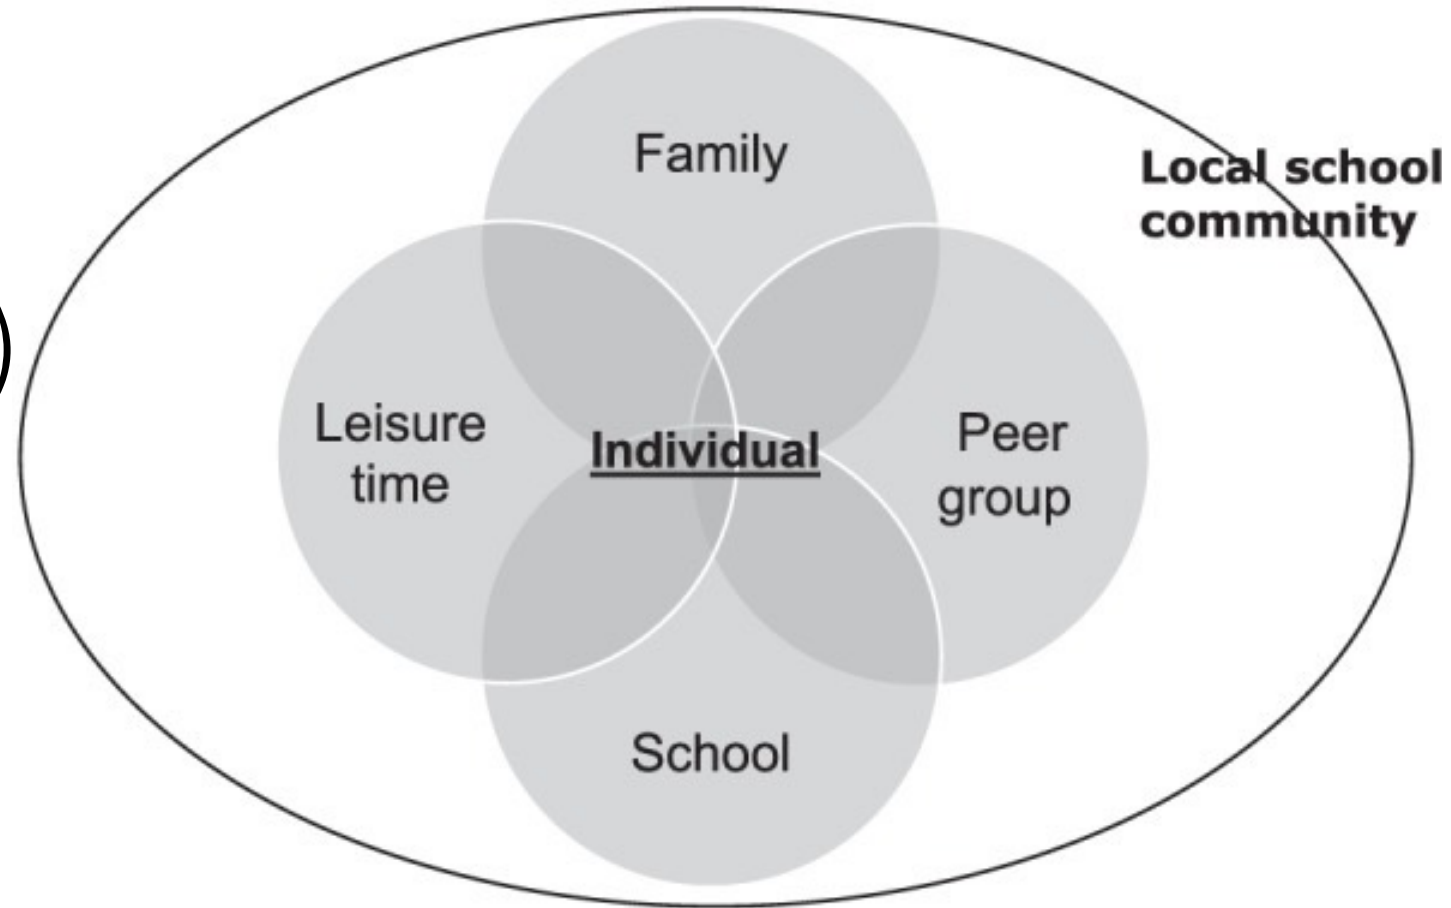 Family
Local school
community
)
Leisure
time
Individual
Peer
group
School